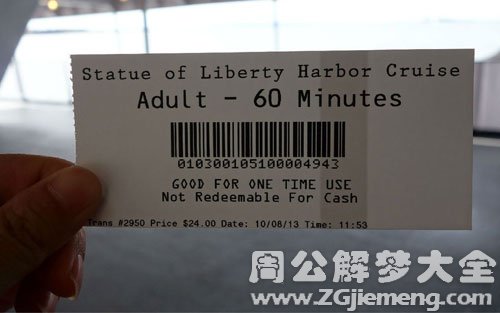 Statue of Liberty Harbor Cruise
Adult - 60 Minutes
010300105100004943
GOOD FOR ONE TIME USE
Not Redeemable For Cash
Trans #2950 Price $24.00 Date: 10/08/13 Time: 11:53
周公解梦大全
www.ZGjiemeng.com